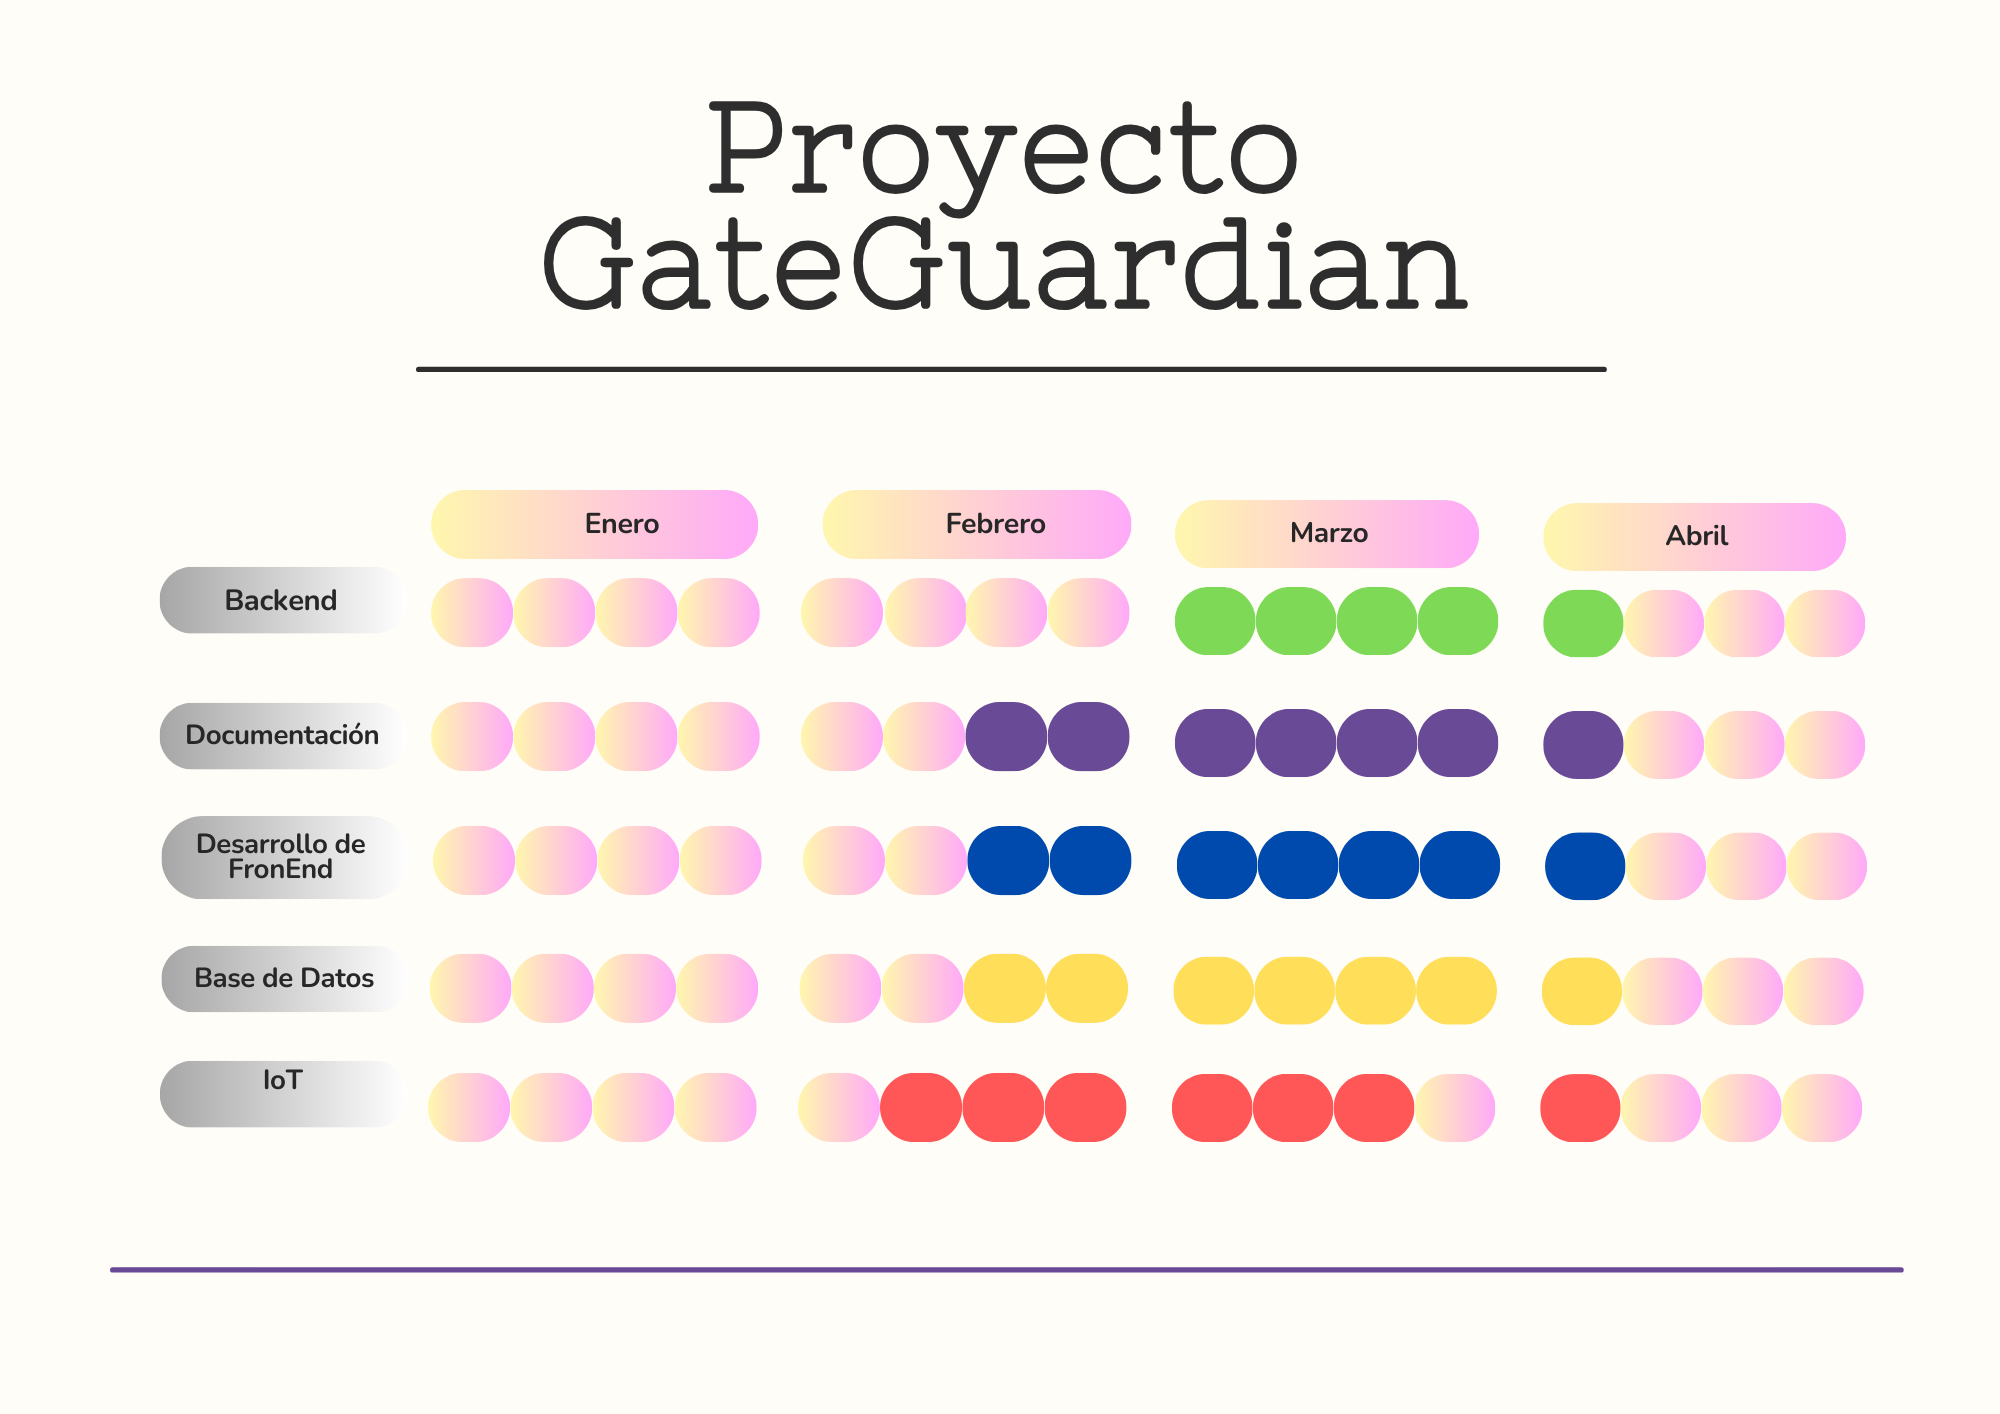 Proyecto
GateGuardian
Enero
Febrero
Marzo
Abril
Backend
Documentación
Desarrollo de
FronEnd
Base de Datos
IoT